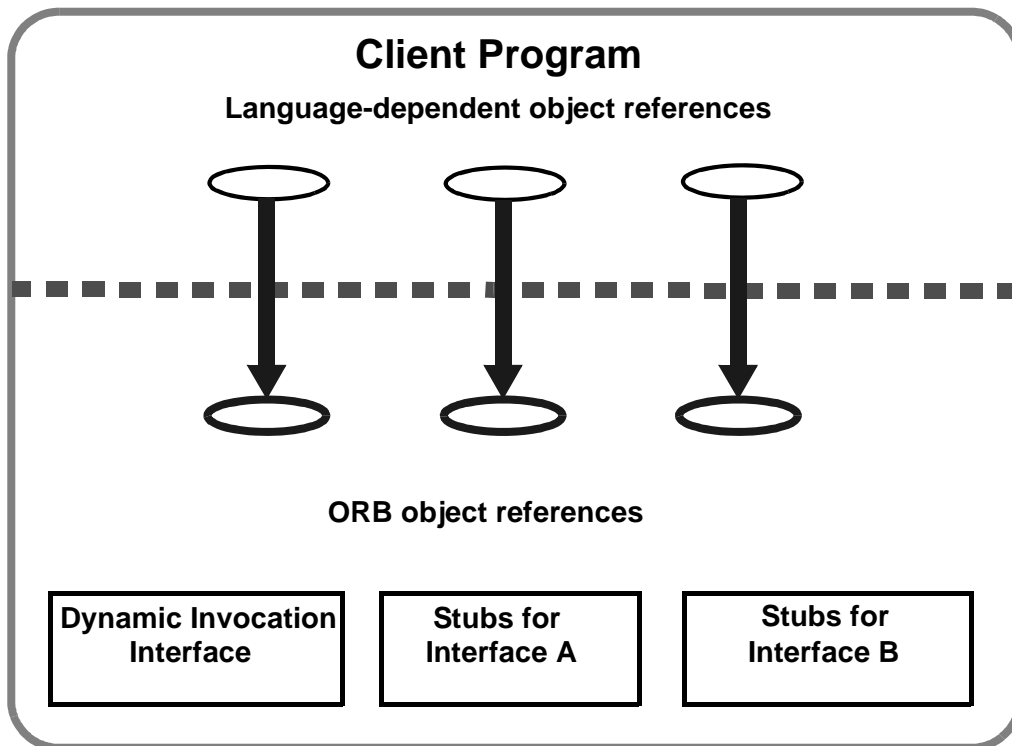 Client Program
Language-dependent object references
ORB object references
Dynamic Invocation
Interface
Stubs for
Interface A
Stubs for
Interface B